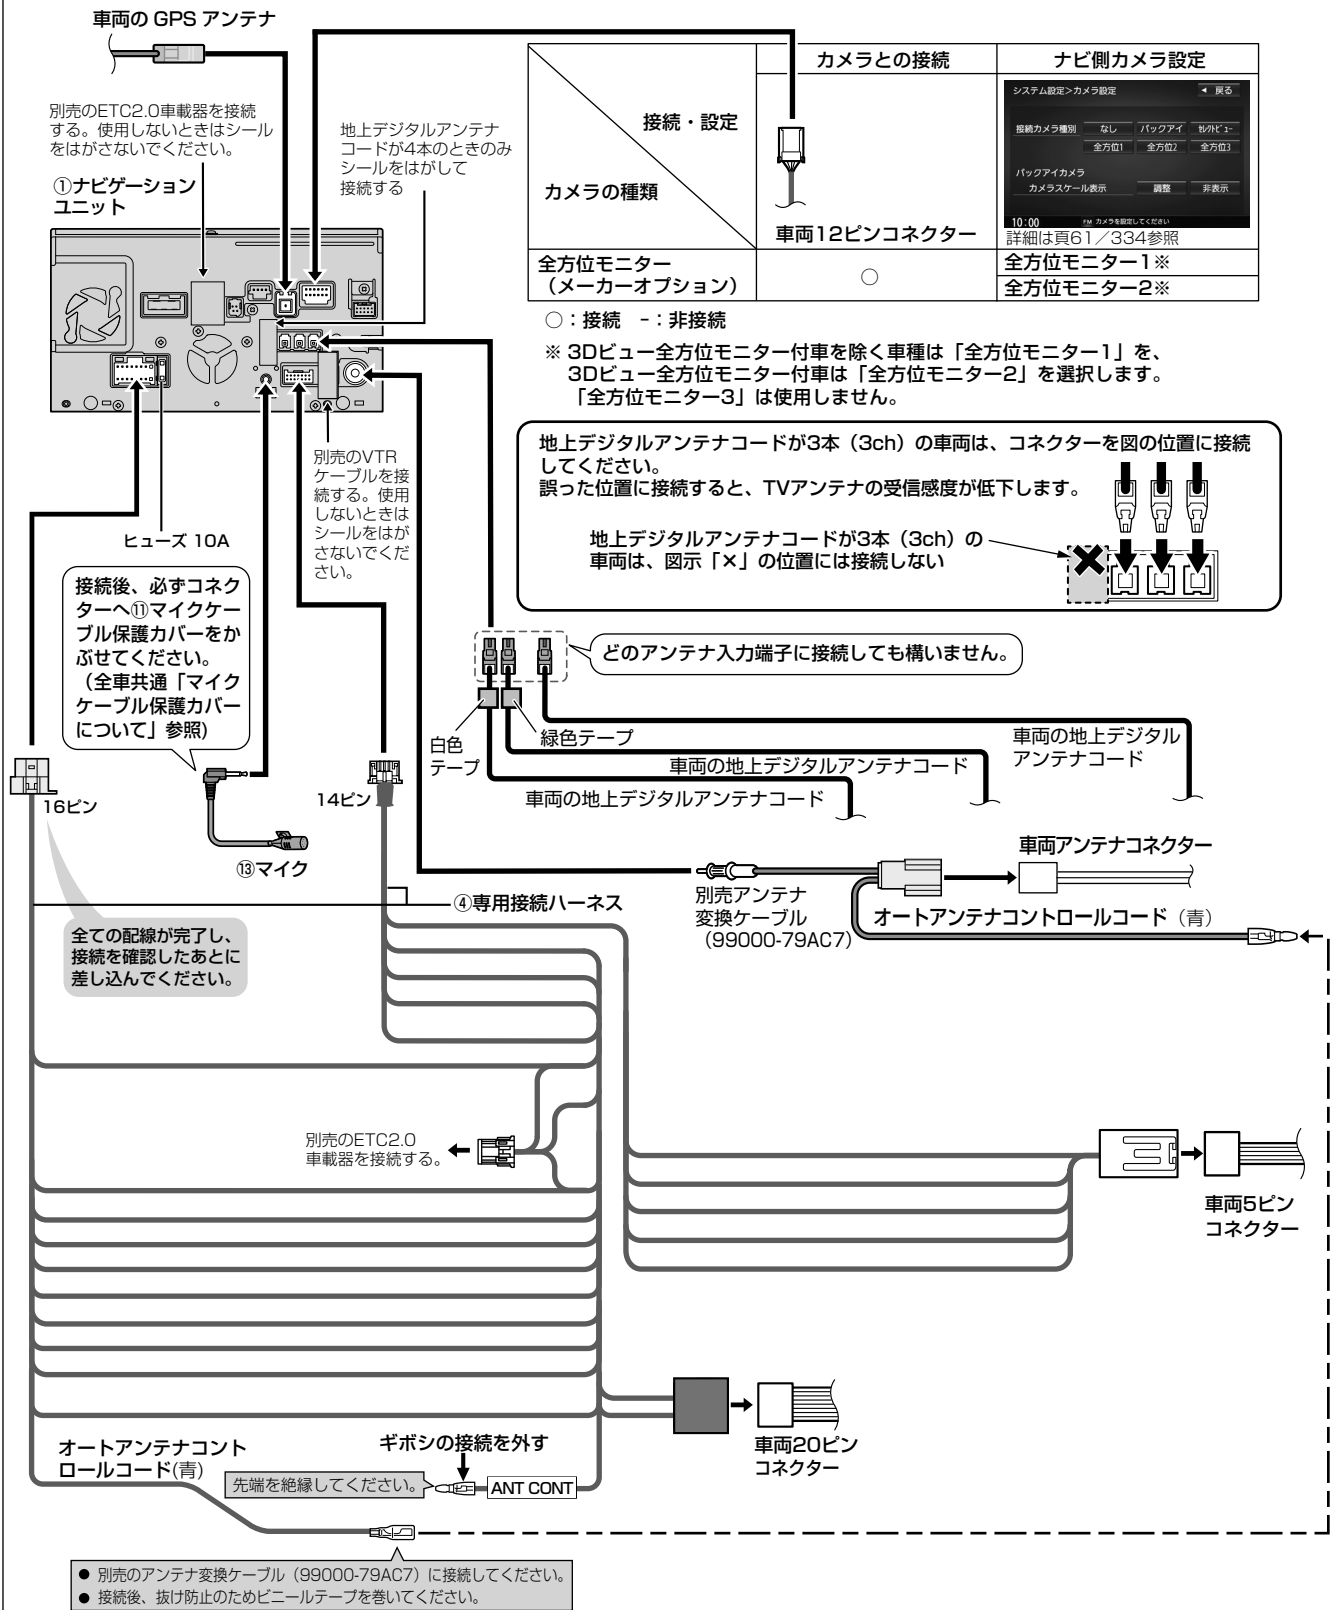 車両の GPS アンテナ
別売のETC2.0車載器を接続
する。使用しないときはシール
をはがさないでください。
①ナビゲーション
ユニット
地上デジタルアンテナ
コードが4本のときのみ
シールをはがして
接続する
カメラとの接続
ナビ側カメラ設定
接続・設定
カメラの種類
車両12ピンコネクター
システム設定>カメラ設定
◀ 戻る
接続カメラ種別 なし バックアイ ｾﾚｸﾄﾋﾞｭｰ
全方位1 全方位2 全方位3
バックアイカメラ
カメラスケール表示 調整 非表示
10:00 FM カメラを設定してください
詳細は頁61／334参照
全方位モニター
（メーカーオプション）
○
全方位モニター1※
全方位モニター2※
○：接続 －：非接続
※ 3Dビュー全方位モニター付車を除く車種は「全方位モニター1」を、
3Dビュー全方位モニター付車は「全方位モニター2」を選択します。
「全方位モニター3」は使用しません。
地上デジタルアンテナコードが3本（3ch）の車両は、コネクターを図の位置に接続
してください。
誤った位置に接続すると、TVアンテナの受信感度が低下します。
地上デジタルアンテナコードが3本（3ch）の
車両は、図示「×」の位置には接続しない
別売のVTR
ケーブルを接
続する。使用
しないときは
シールをはが
さないでくだ
さい。
ヒューズ 10A
接続後、必ずコネク
ターへ⑪マイクケー
ブル保護カバーをか
ぶせてください。
（全車共通「マイク
ケーブル保護カバー
について」参照)
どのアンテナ入力端子に接続しても構いません。
白色
テープ
緑色テープ
車両の地上デジタル
アンテナコード
車両の地上デジタルアンテナコード
車両の地上デジタルアンテナコード
16ピン
14ピン
⑬マイク
④専用接続ハーネス
全ての配線が完了し、
接続を確認したあとに
差し込んでください。
車両アンテナコネクター
別売アンテナ
変換ケーブル
（99000-79AC7）
オートアンテナコントロールコード（青）
別売のETC2.0
車載器を接続する。
車両5ピン
コネクター
車両20ピン
コネクター
オートアンテナコント
ロールコード(青)
ギボシの接続を外す
先端を絶縁してください。
ANT CONT
● 別売のアンテナ変換ケーブル（99000-79AC7）に接続してください。
● 接続後、抜け防止のためビニールテープを巻いてください。